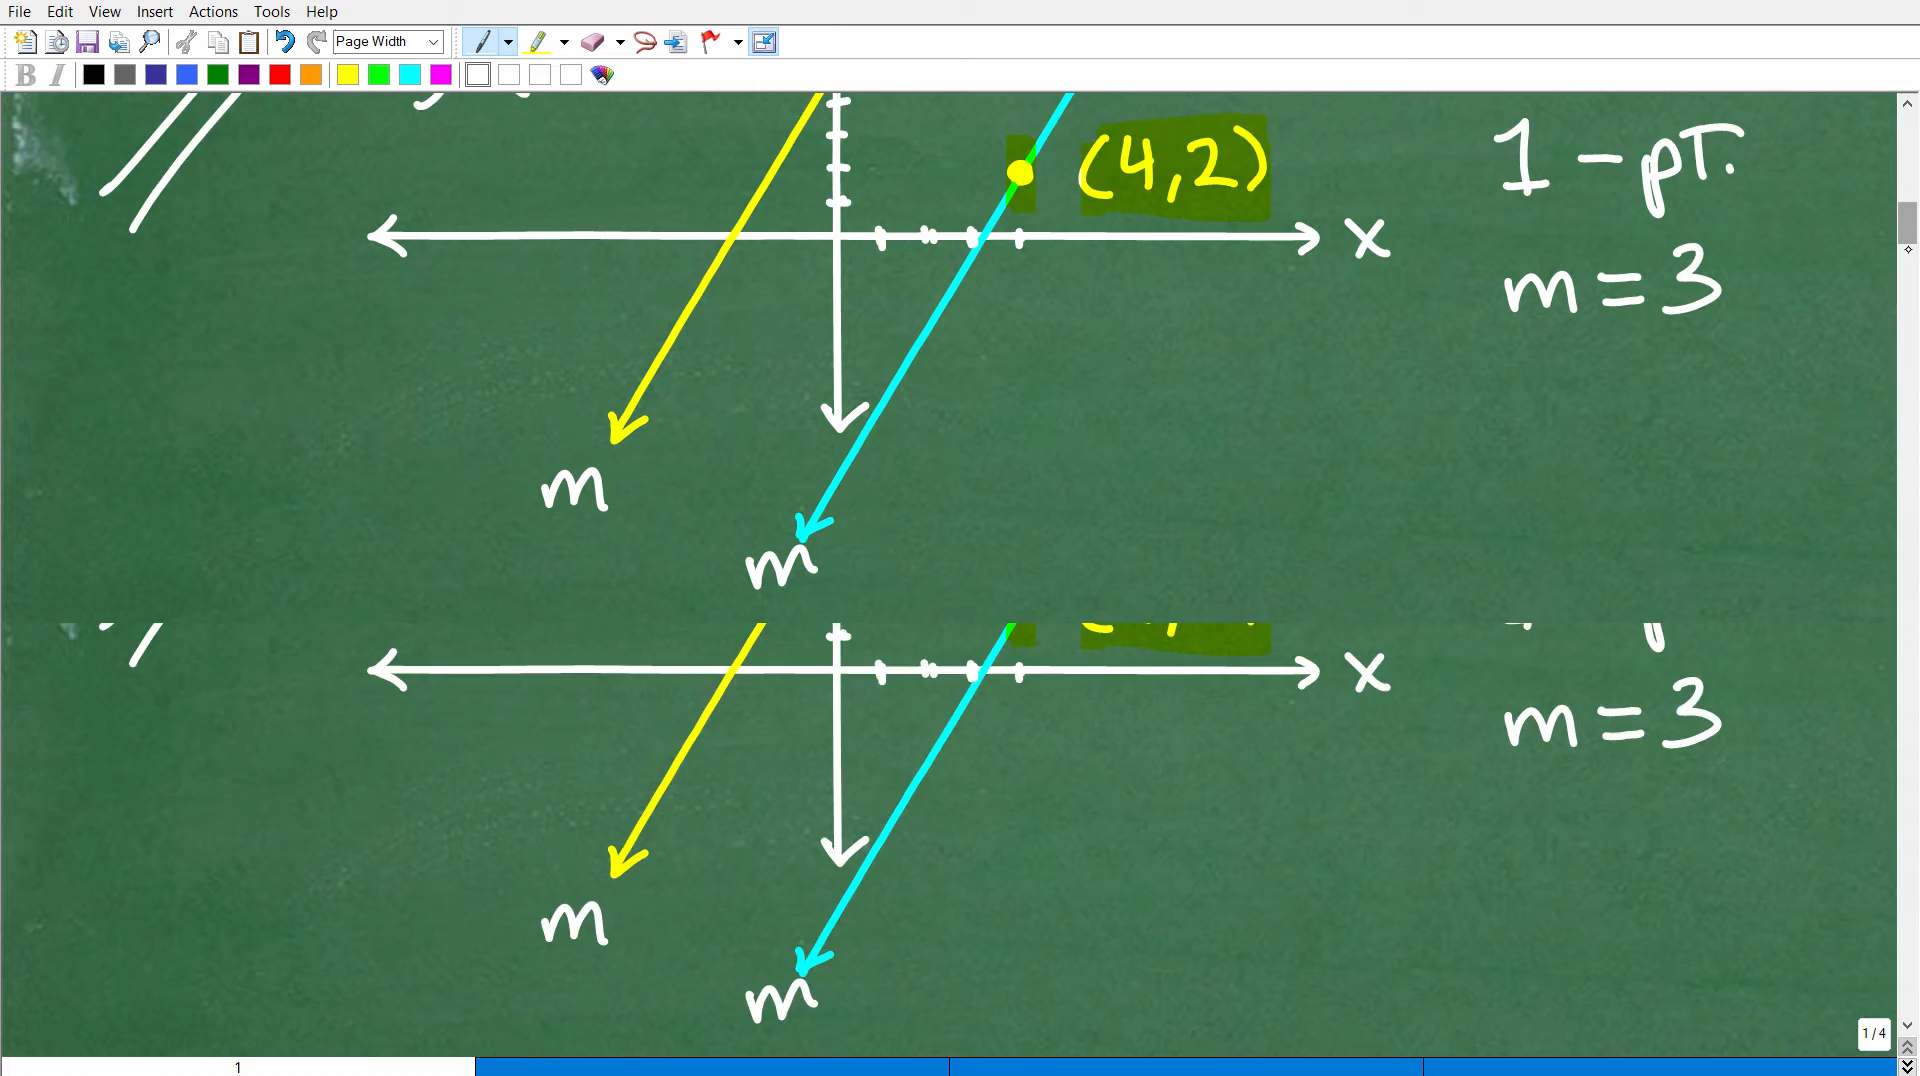 File Edit View Insert Actions Tools Help
Page Width
B I
(4,2)
1 - pT.
x
m = 3
m
m
x
m = 3
m
m
1 / 4
1